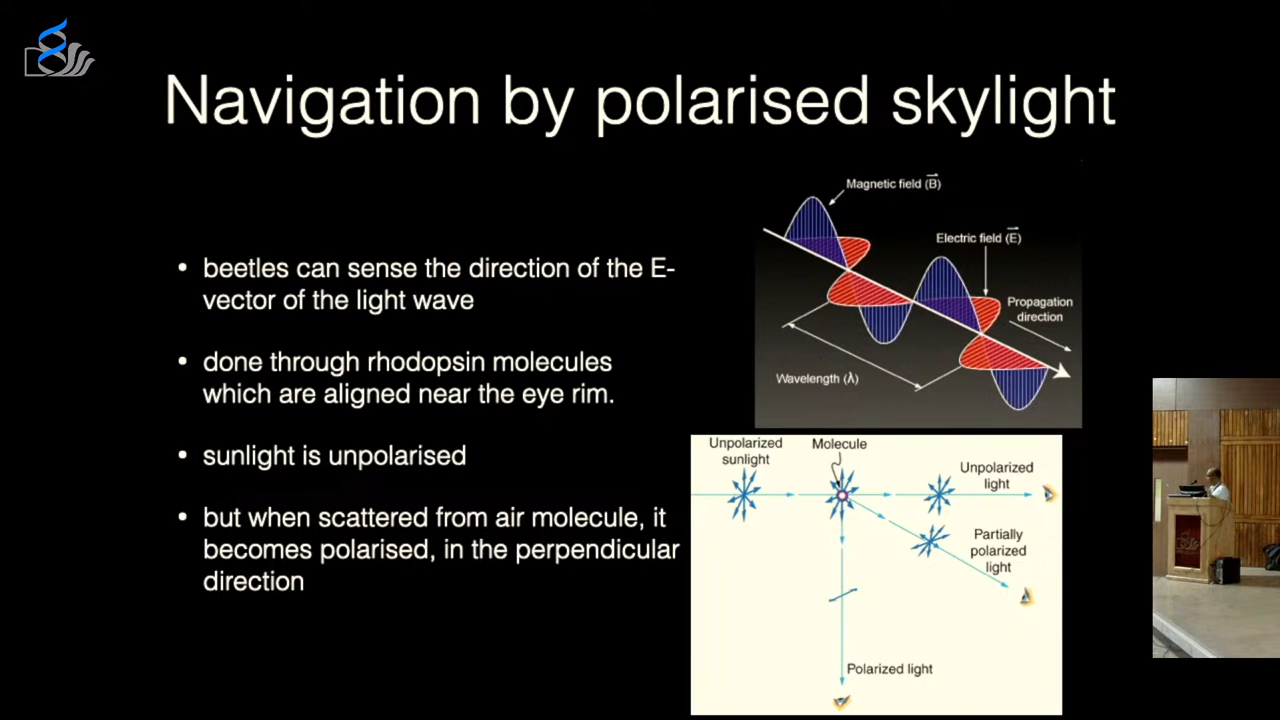 Navigation by polarised skylight
• beetles can sense the direction of the E-
vector of the light wave
• done through rhodopsin molecules
which are aligned near the eye rim.
• sunlight is unpolarised
• but when scattered from air molecule, it
becomes polarised, in the perpendicular
direction
Magnetic field (B⃗)
Electric field (E⃗)
Propagation
direction
Wavelength (λ)
Unpolarized
sunlight
Molecule
Unpolarized
light
Partially
polarized
light
Polarized light